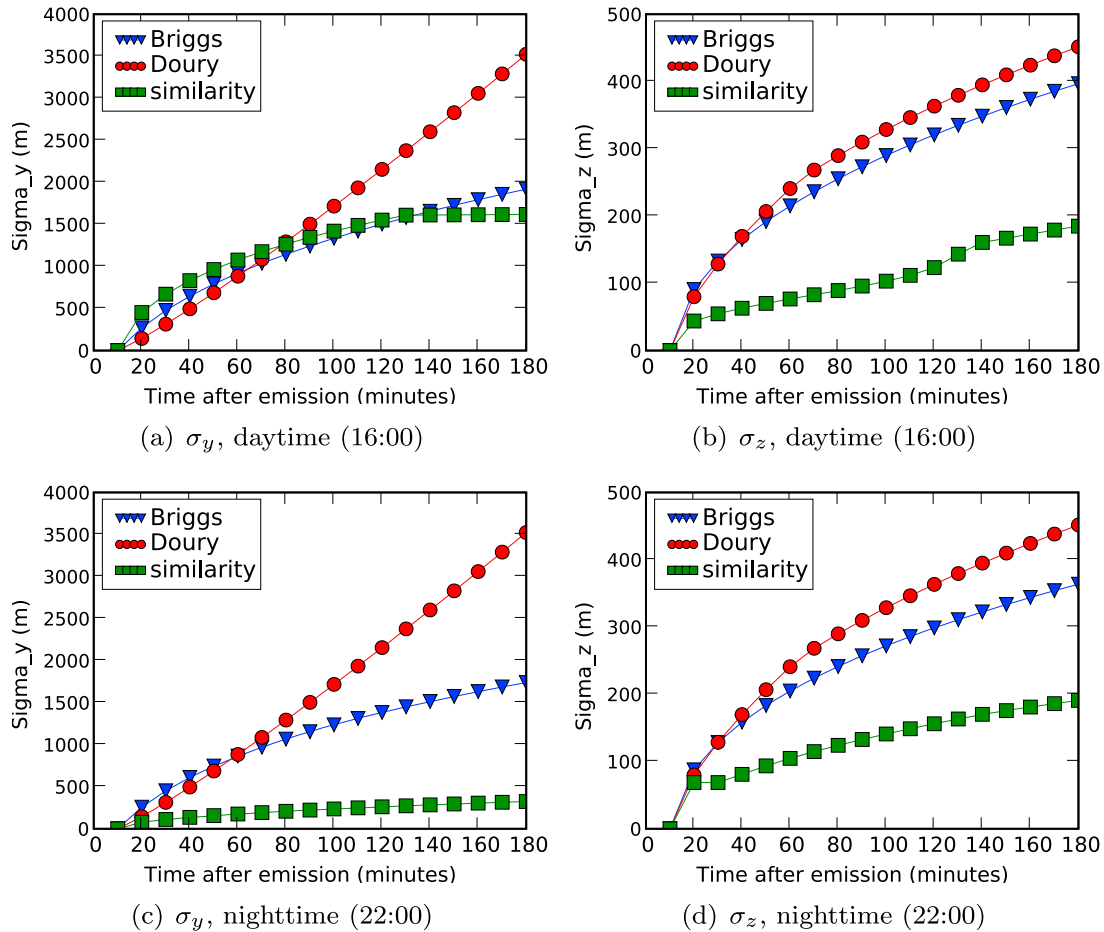 4000
3500
3000
2500
2000
1500
1000
500
0
Sigma_y (m)
Briggs
Doury
similarity
0 20 40 60 80 100 120 140 160 180
Time after emission (minutes)
(a) σy, daytime (16:00)
500
400
300
200
100
0
Sigma_z (m)
Briggs
Doury
similarity
0 20 40 60 80 100 120 140 160 180
Time after emission (minutes)
(b) σz, daytime (16:00)
4000
3500
3000
2500
2000
1500
1000
500
0
Sigma_y (m)
Briggs
Doury
similarity
0 20 40 60 80 100 120 140 160 180
Time after emission (minutes)
(c) σy, nighttime (22:00)
500
400
300
200
100
0
Sigma_z (m)
Briggs
Doury
similarity
0 20 40 60 80 100 120 140 160 180
Time after emission (minutes)
(d) σz, nighttime (22:00)